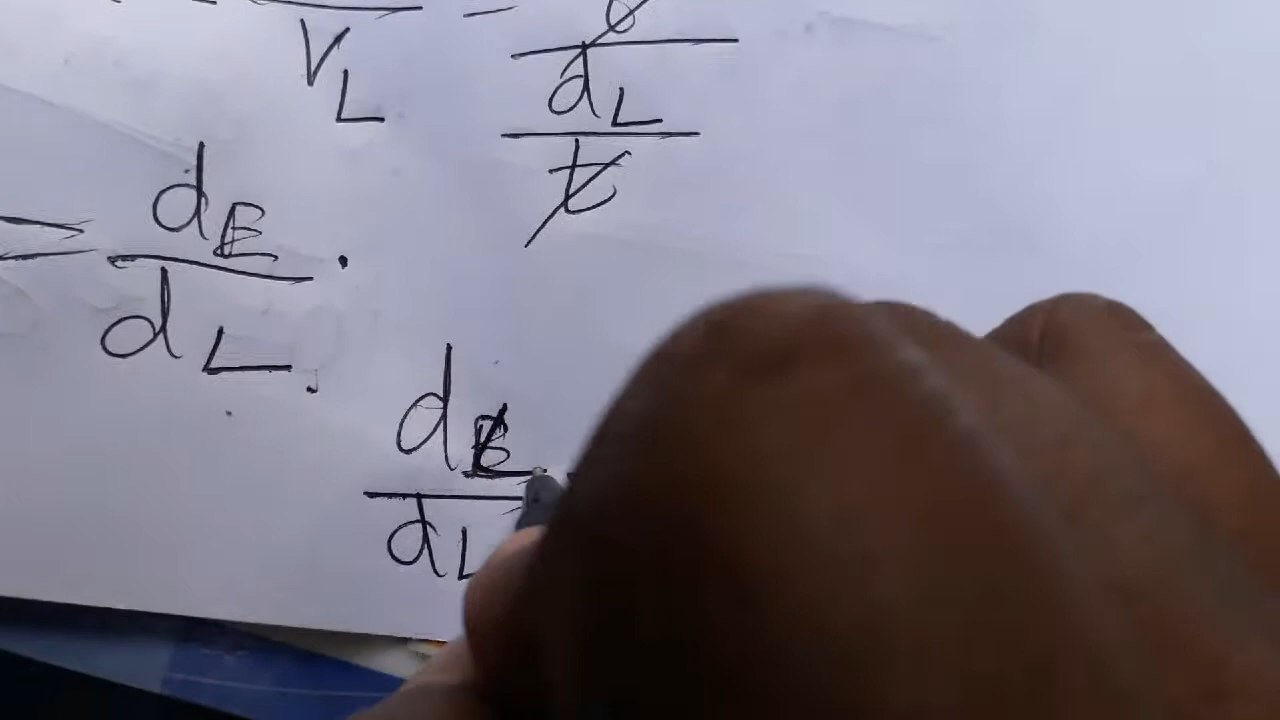 V_L =
d_L
t
= d_E / d_L.
d_E / d_L